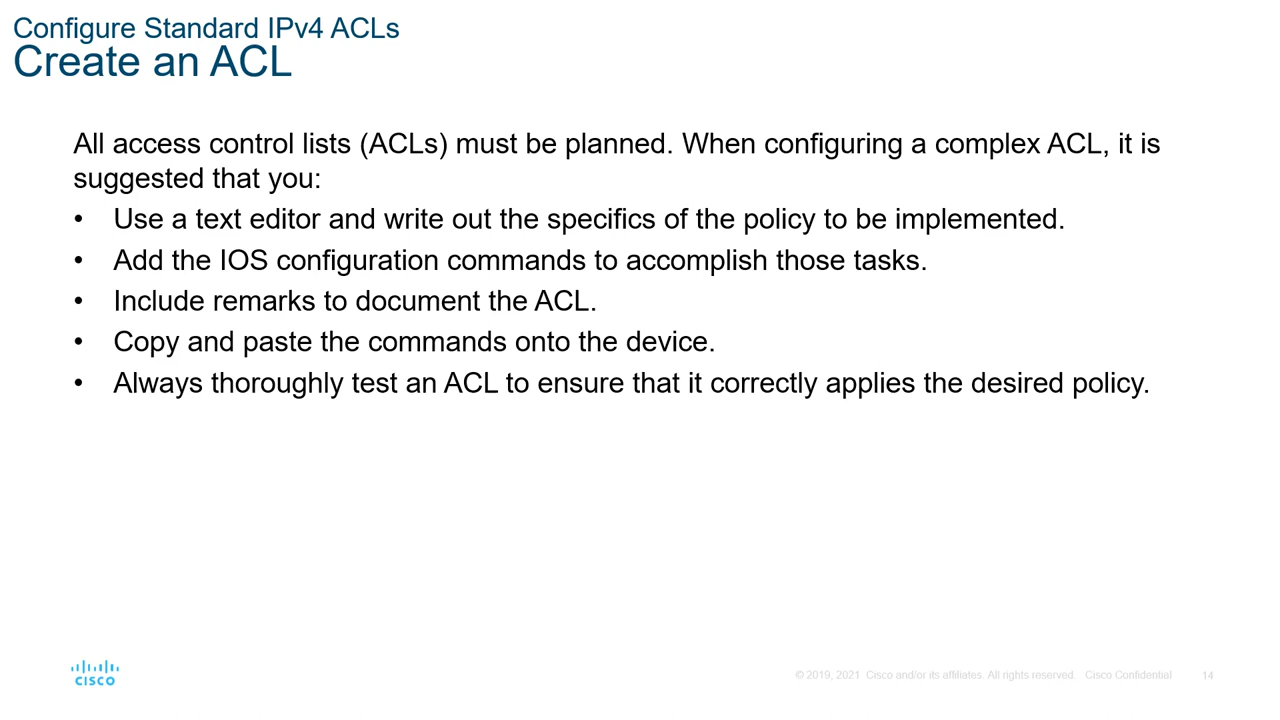 Configure Standard IPv4 ACLs
Create an ACL
All access control lists (ACLs) must be planned. When configuring a complex ACL, it is
suggested that you:
• Use a text editor and write out the specifics of the policy to be implemented.
• Add the IOS configuration commands to accomplish those tasks.
• Include remarks to document the ACL.
• Copy and paste the commands onto the device.
• Always thoroughly test an ACL to ensure that it correctly applies the desired policy.
CISCO
© 2019, 2021 Cisco and/or its affiliates. All rights reserved. Cisco Confidential 14